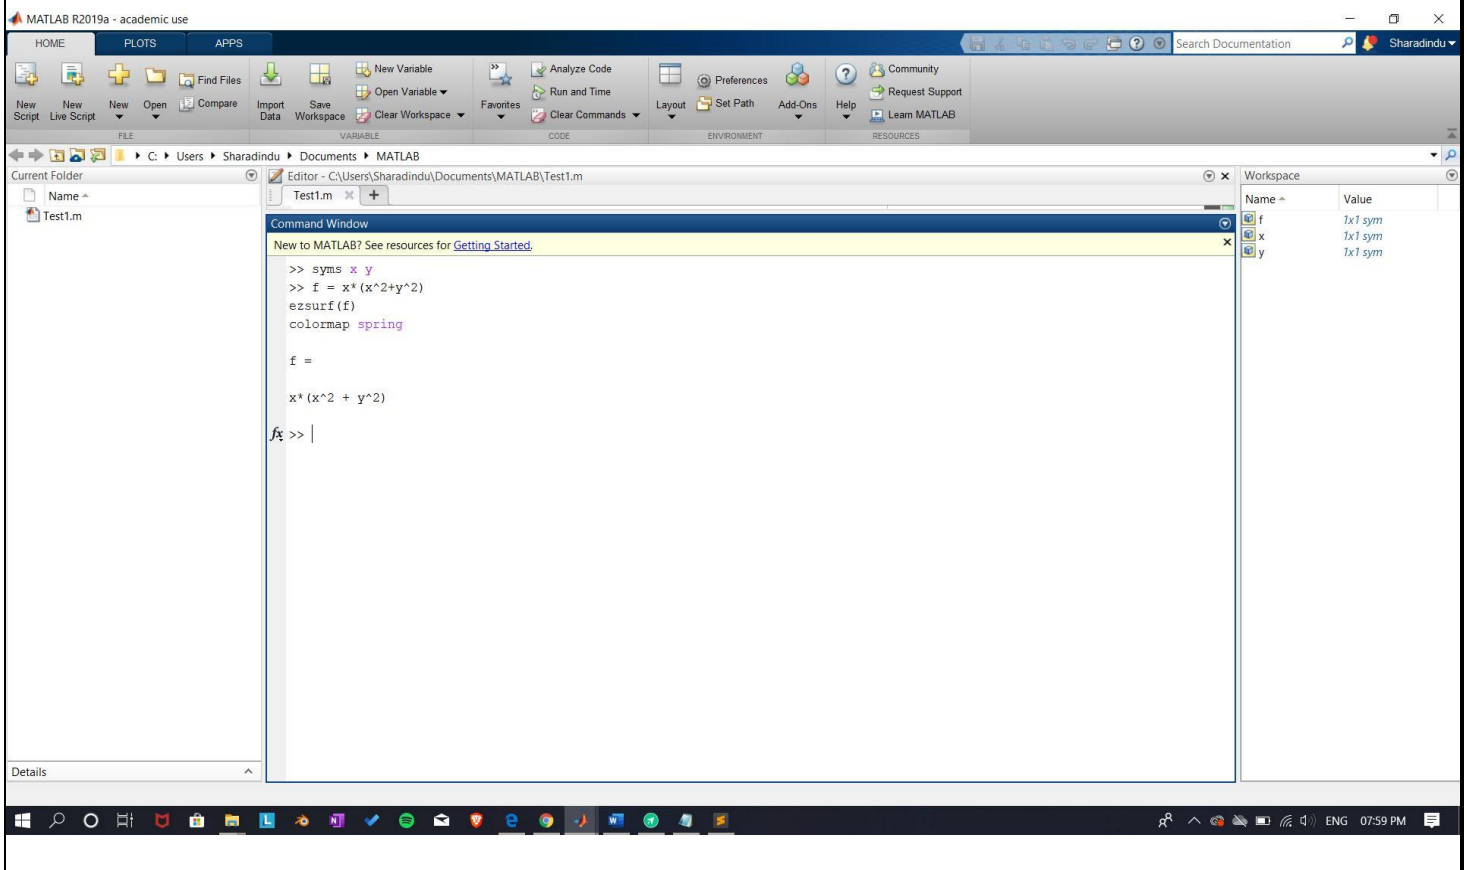 MATLAB R2019a - academic use
HOME PLOTS APPS
Search Documentation Sharadindu
New Script
New Live Script
New
Open
Find Files
Compare
Import Data
Save Workspace
New Variable
Open Variable
Clear Workspace
Favorites
Analyze Code
Run and Time
Clear Commands
Layout
Preferences
Set Path
Add-Ons
Help
Community
Request Support
Learn MATLAB
FILE VARIABLE CODE ENVIRONMENT RESOURCES
C: Users Sharadindu Documents MATLAB
Current Folder
Name
Test1.m
Details
Editor - C:\Users\Sharadindu\Documents\MATLAB\Test1.m
Test1.m +
Command Window
New to MATLAB? See resources for Getting Started.
>> syms x y
>> f = x*(x^2+y^2)
ezsurf(f)
colormap spring
f =
x*(x^2 + y^2)
fx >>
Workspace
Name Value
f 1x1 sym
x 1x1 sym
y 1x1 sym
ENG 07:59 PM